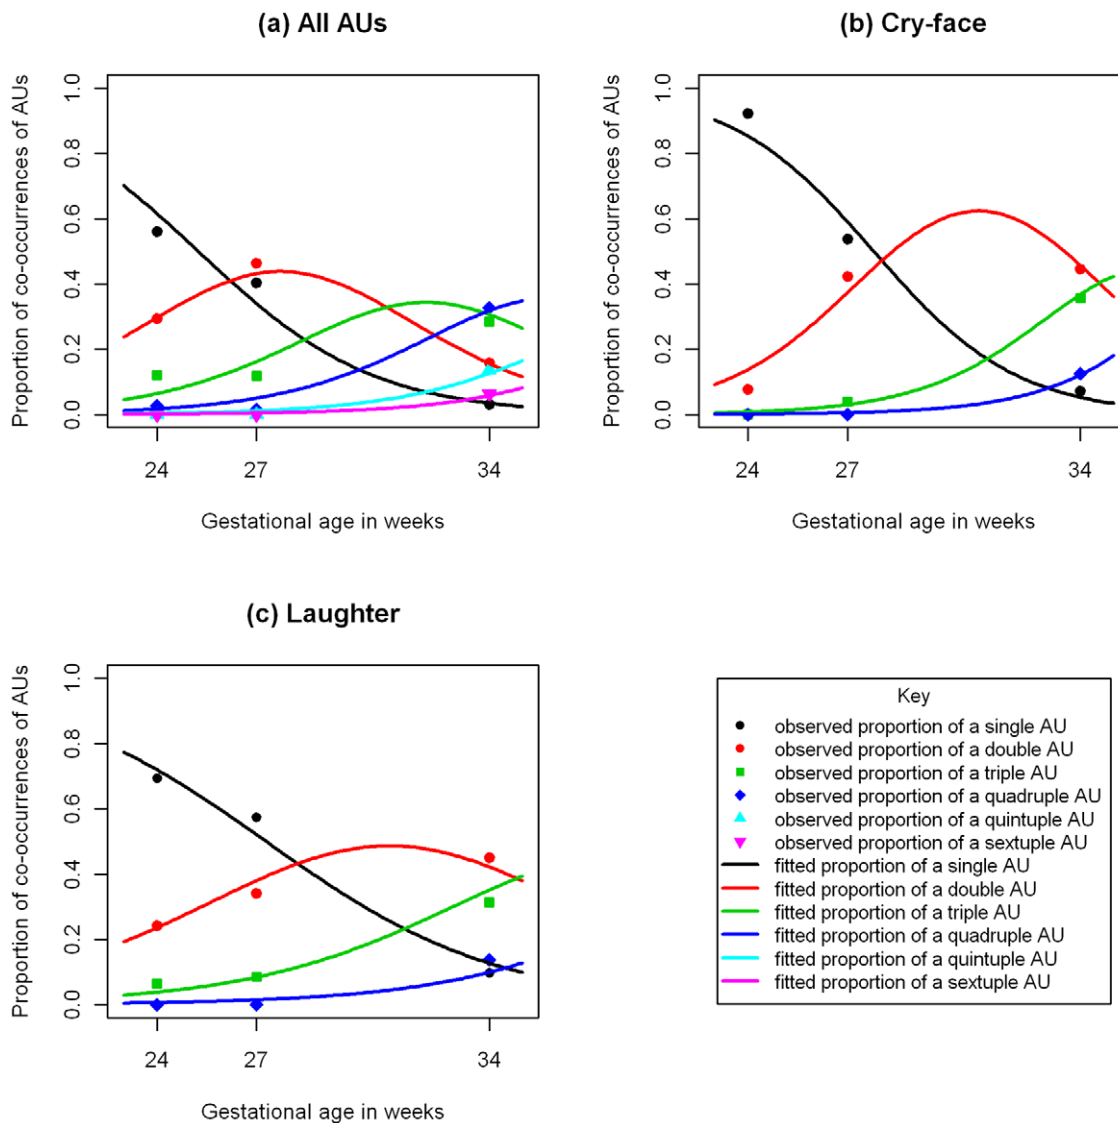 (a) All AUs
Proportion of co-occurrences of AUs
1.0
0.8
0.6
0.4
0.2
0.0
24 27 34
Gestational age in weeks
(b) Cry-face
Proportion of co-occurrences of AUs
1.0
0.8
0.6
0.4
0.2
0.0
24 27 34
Gestational age in weeks
(c) Laughter
Proportion of co-occurrences of AUs
1.0
0.8
0.6
0.4
0.2
0.0
24 27 34
Gestational age in weeks
Key
observed proportion of a single AU
observed proportion of a double AU
observed proportion of a triple AU
observed proportion of a quadruple AU
observed proportion of a quintuple AU
observed proportion of a sextuple AU
fitted proportion of a single AU
fitted proportion of a double AU
fitted proportion of a triple AU
fitted proportion of a quadruple AU
fitted proportion of a quintuple AU
fitted proportion of a sextuple AU